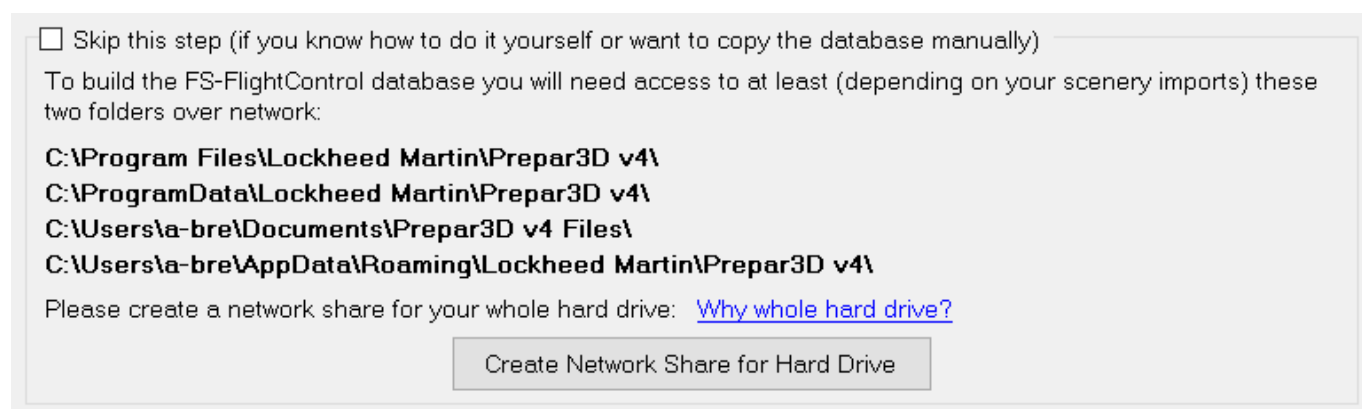 Skip this step (if you know how to do it yourself or want to copy the database manually)
To build the FS-FlightControl database you will need access to at least (depending on your scenery imports) these
two folders over network:
C:\Program Files\Lockheed Martin\Prepar3D v4\
C:\ProgramData\Lockheed Martin\Prepar3D v4\
C:\Users\a-bre\Documents\Prepar3D v4 Files\
C:\Users\a-bre\AppData\Roaming\Lockheed Martin\Prepar3D v4\
Please create a network share for your whole hard drive: Why whole hard drive?
Create Network Share for Hard Drive